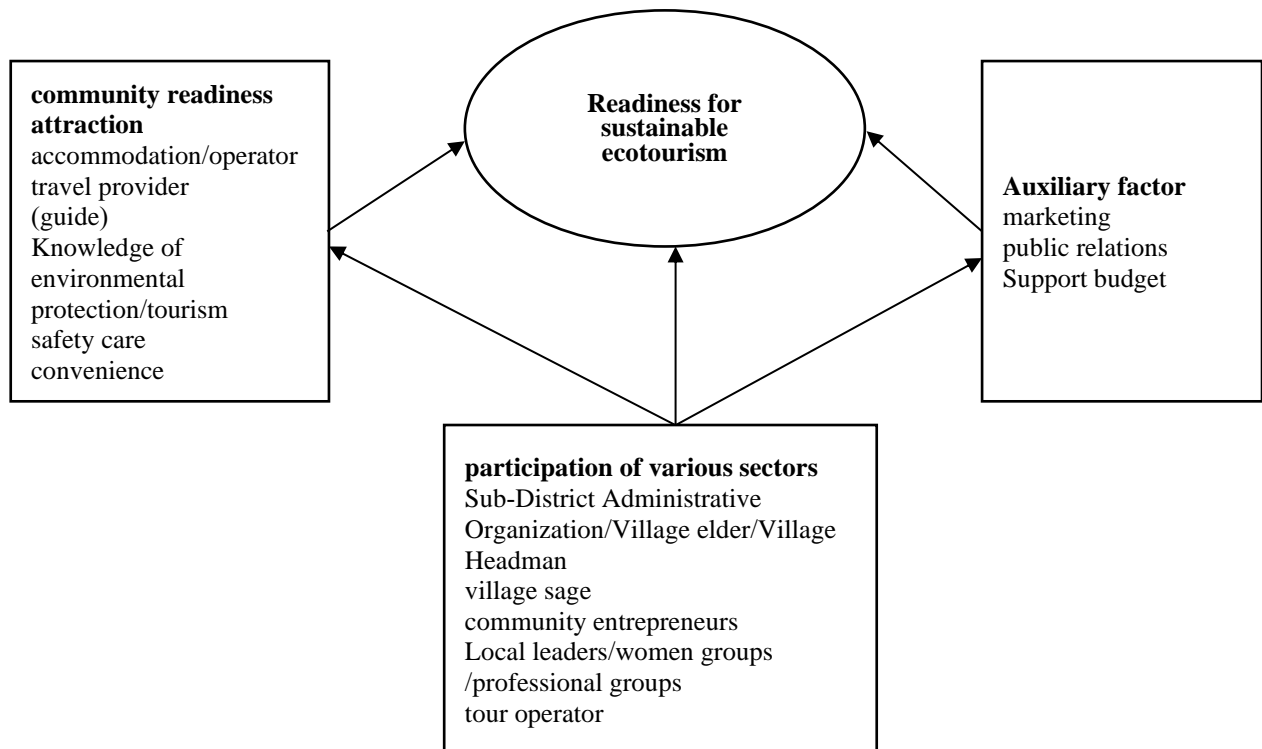 community readiness
attraction
accommodation/operator
travel provider
(guide)
Knowledge of
environmental
protection/tourism
safety care
convenience
Readiness for
sustainable
ecotourism
Auxiliary factor
marketing
public relations
Support budget
participation of various sectors
Sub-District Administrative
Organization/Village elder/Village
Headman
village sage
community entrepreneurs
Local leaders/women groups
/professional groups
tour operator